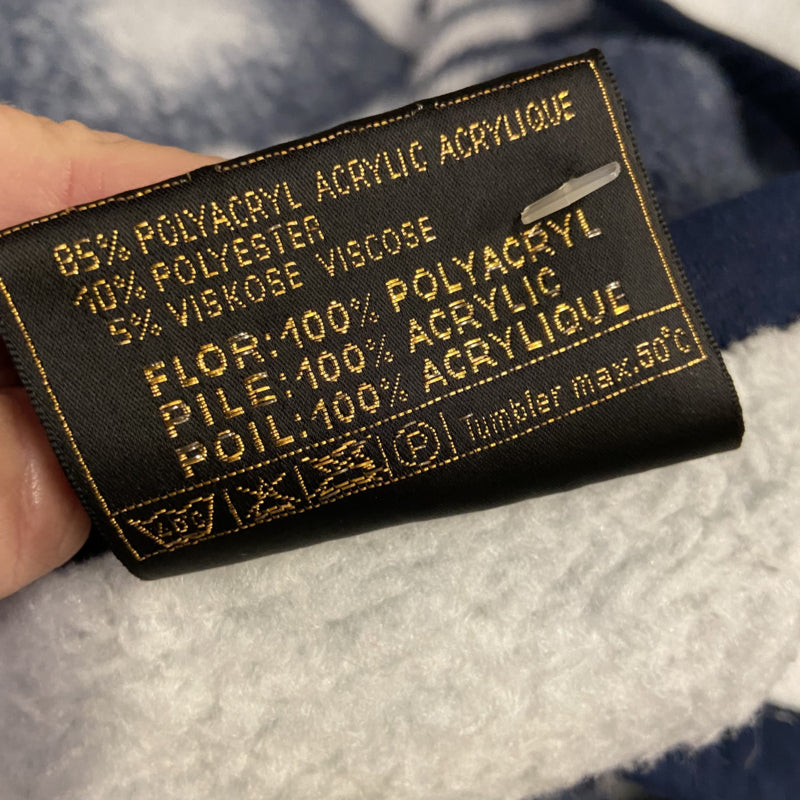 85% POLYACRYL ACRYLIC ACRYLIQUE
10% POLYESTER
5% VISKOSE VISCOSE
FLOR:100% POLYACRYL
PILE:100% ACRYLIC
POIL:100% ACRYLIQUE
P Tumbler max.50°C